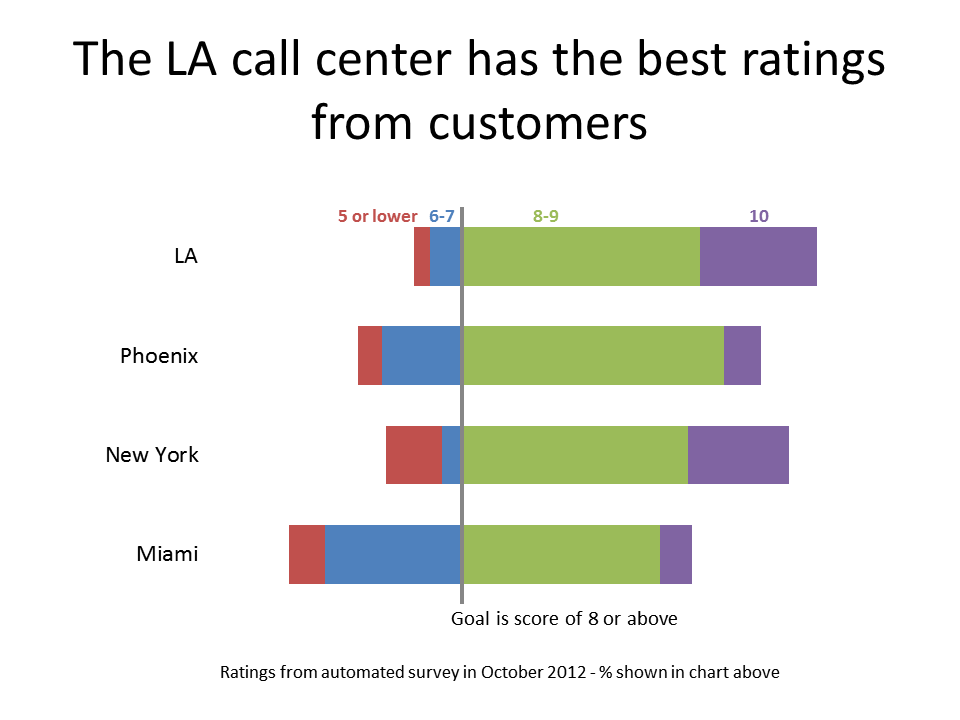 The LA call center has the best ratings
from customers
5 or lower 6-7 8-9 10
LA
Phoenix
New York
Miami
Goal is score of 8 or above
Ratings from automated survey in October 2012 - % shown in chart above